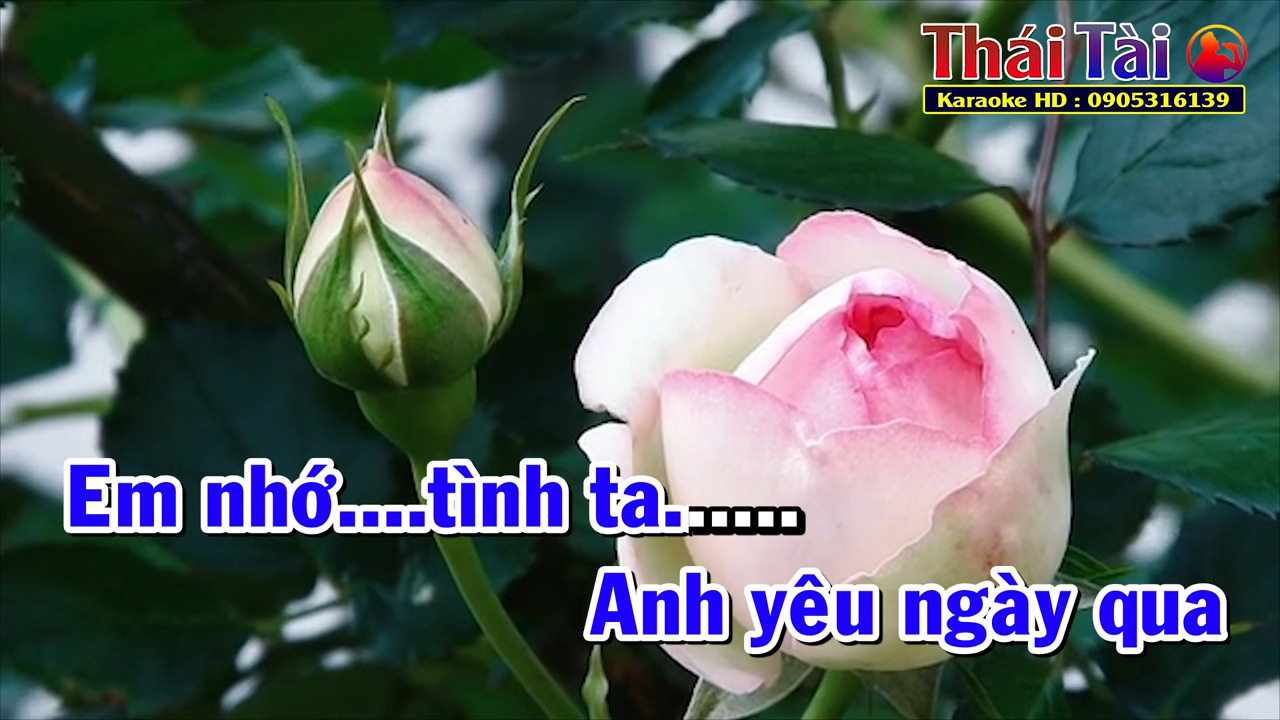 Thái Tài
Karaoke HD : 0905316139
Em nhớ....tình ta.......
Anh yêu ngày qua